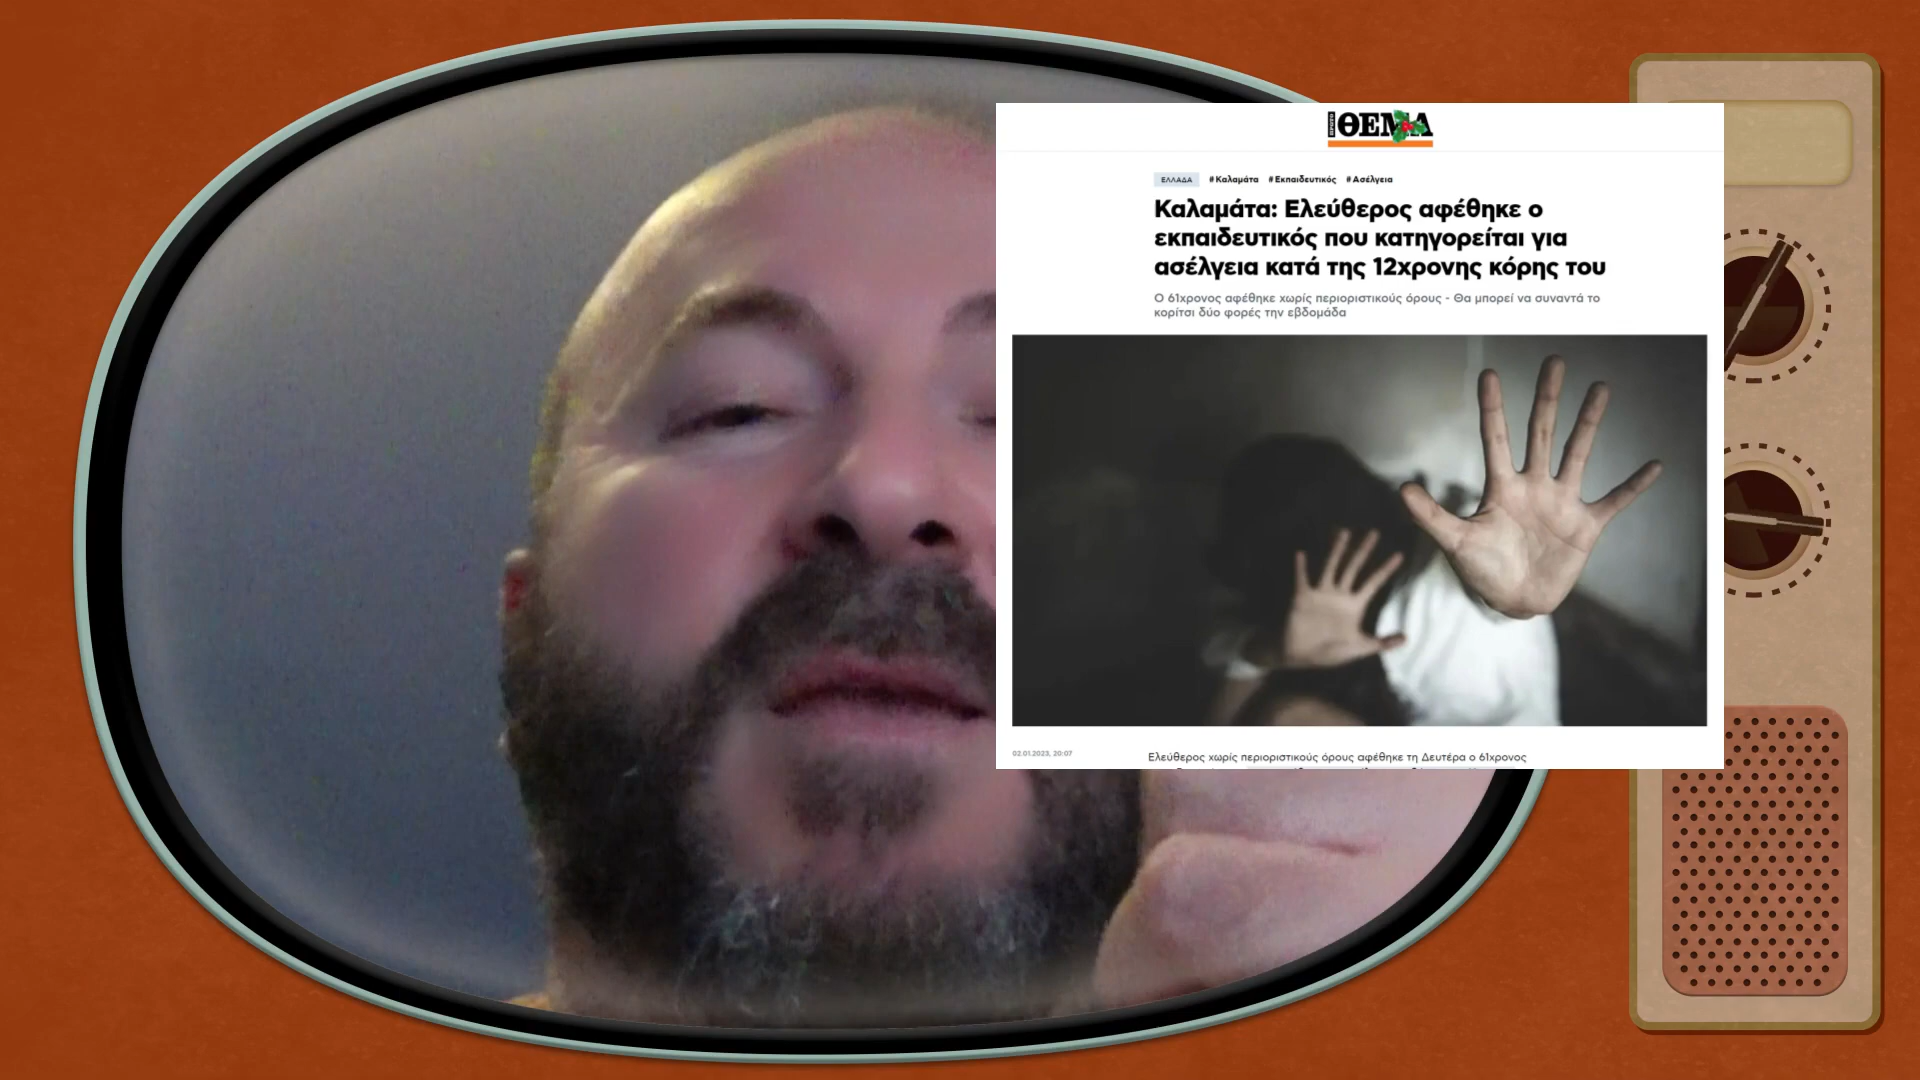 ΠΡΩΤΟ ΘΕΜΑ
ΕΛΛΑΔΑ #Καλαμάτα #Εκπαιδευτικός #Ασέλγεια
Καλαμάτα: Ελεύθερος αφέθηκε ο
εκπαιδευτικός που κατηγορείται για
ασέλγεια κατά της 12χρονης κόρης του
Ο 61χρονος αφέθηκε χωρίς περιοριστικούς όρους - Θα μπορεί να συναντά το
κορίτσι δύο φορές την εβδομάδα
02.01.2023, 20:07
Ελεύθερος χωρίς περιοριστικούς όρους αφέθηκε τη Δευτέρα ο 61χρονος